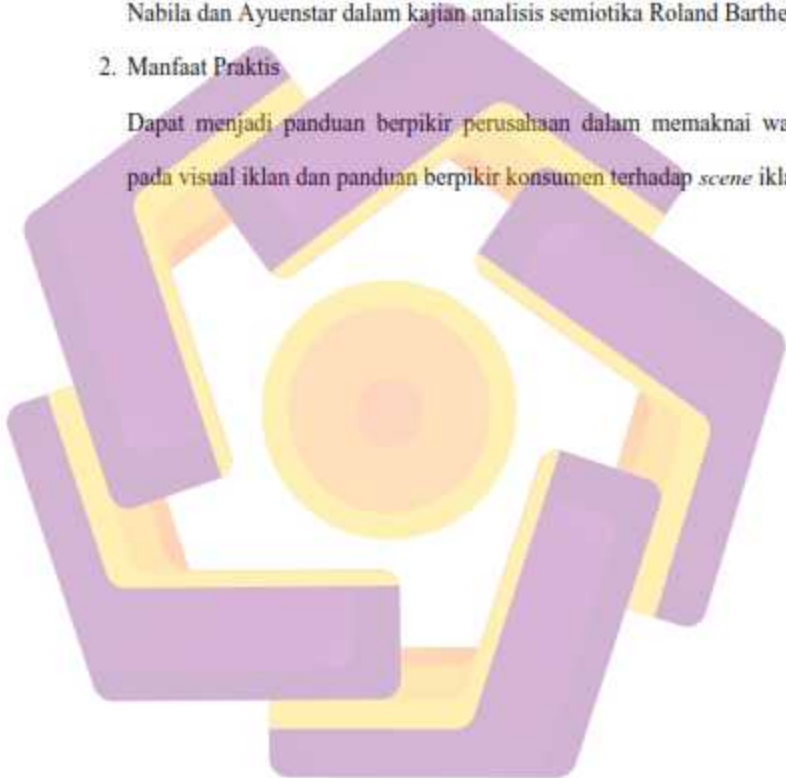 Nabila dan Ayuenstar dalam kajian analisis semiotika Roland Barthe
2. Manfaat Praktis
Dapat menjadi panduan berpikir perusahaan dalam memaknai wa
pada visual iklan dan panduan berpikir konsumen terhadap scene ikla